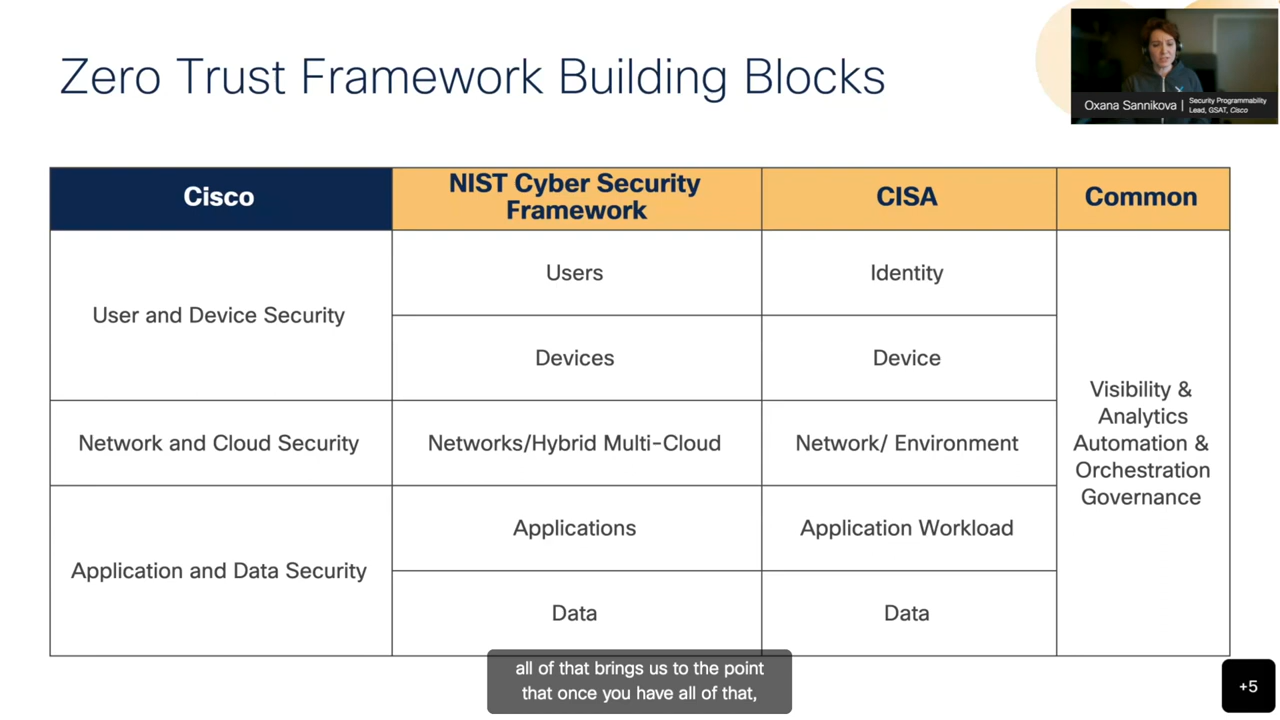 Zero Trust Framework Building Blocks
Oxana Sannikova | Security Programmability
Lead, GSAT, Cisco
Cisco
NIST Cyber Security
Framework
CISA
Common
User and Device Security
Users
Identity
Devices
Device
Network and Cloud Security
Networks/Hybrid Multi-Cloud
Network/ Environment
Application and Data Security
Applications
Application Workload
Data
Data
Visibility &
Analytics
Automation &
Orchestration
Governance
all of that brings us to the point
that once you have all of that,
+5